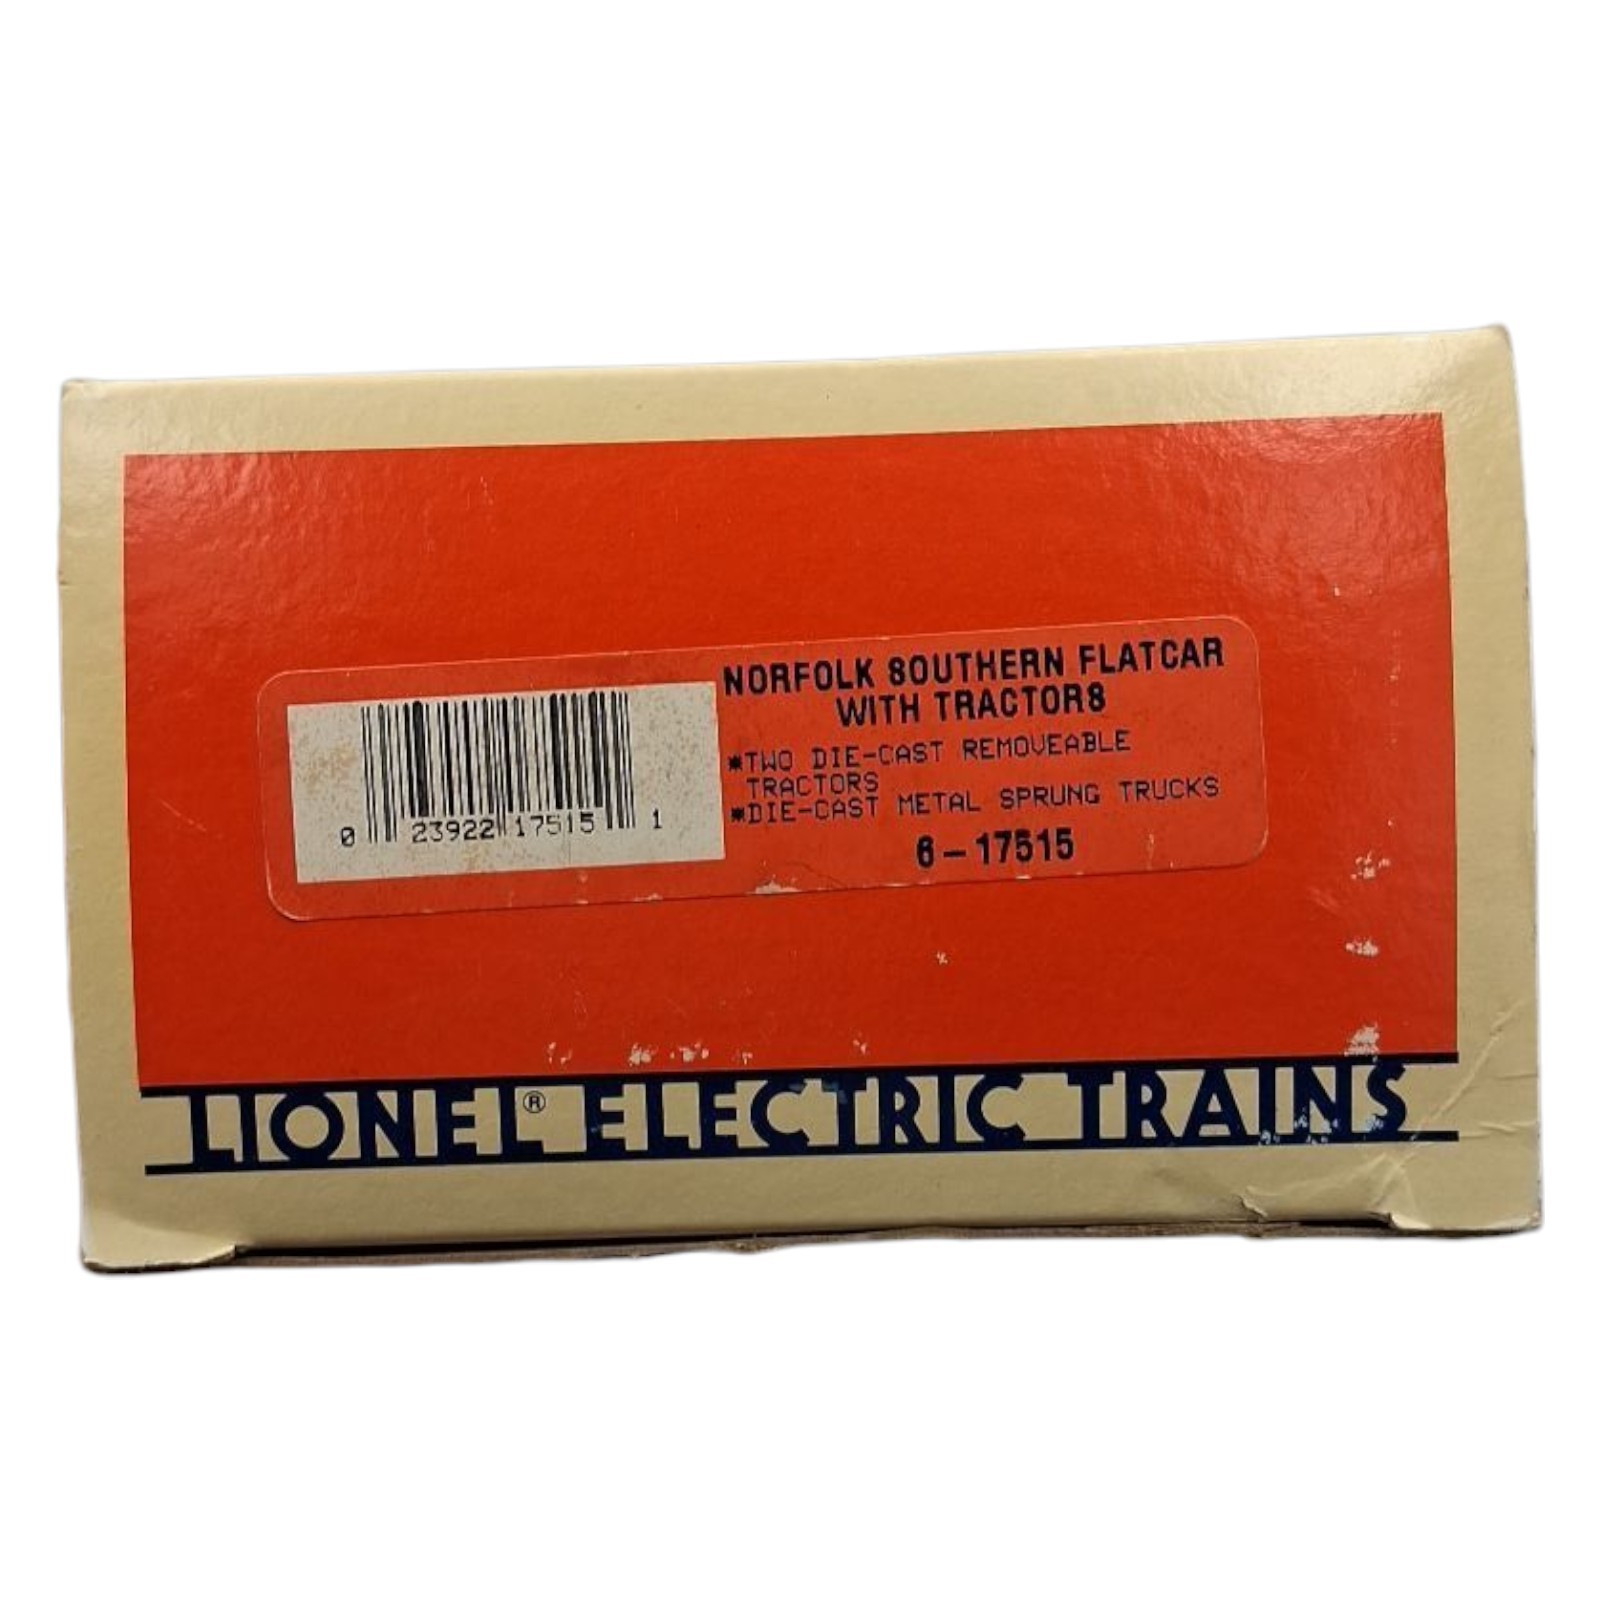 NORFOLK SOUTHERN FLATCAR
WITH TRACTORS
*TWO DIE-CAST REMOVEABLE
TRACTORS
*DIE-CAST METAL SPRUNG TRUCKS
6-17515
0 23922 17515 1
LIONEL® ELECTRIC TRAINS